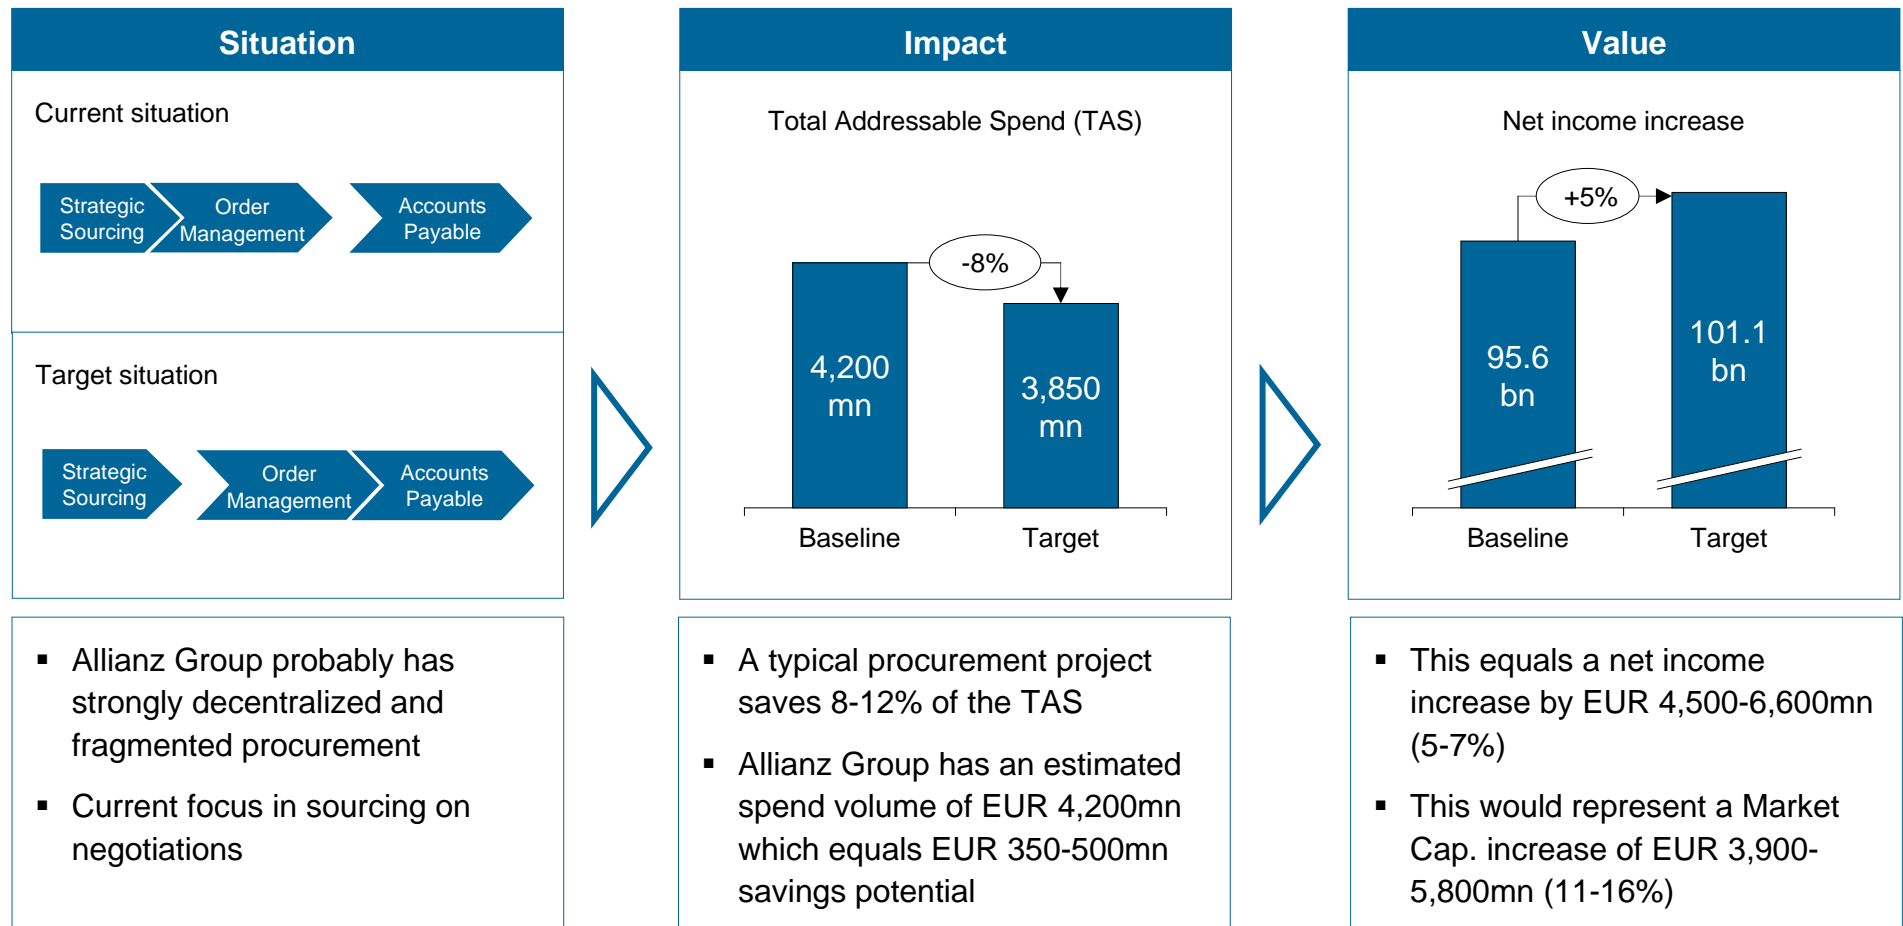 Situation
Current situation
Strategic
Sourcing
Order
Management
Accounts
Payable
Target situation
Strategic
Sourcing
Order
Management
Accounts
Payable
▪ Allianz Group probably has
strongly decentralized and
fragmented procurement
▪ Current focus in sourcing on
negotiations
Impact
Total Addressable Spend (TAS)
-8%
4,200
mn
3,850
mn
Baseline
Target
▪ A typical procurement project
saves 8-12% of the TAS
▪ Allianz Group has an estimated
spend volume of EUR 4,200mn
which equals EUR 350-500mn
savings potential
Value
Net income increase
+5%
95.6
bn
101.1
bn
Baseline
Target
▪ This equals a net income
increase by EUR 4,500-6,600mn
(5-7%)
▪ This would represent a Market
Cap. increase of EUR 3,900-
5,800mn (11-16%)